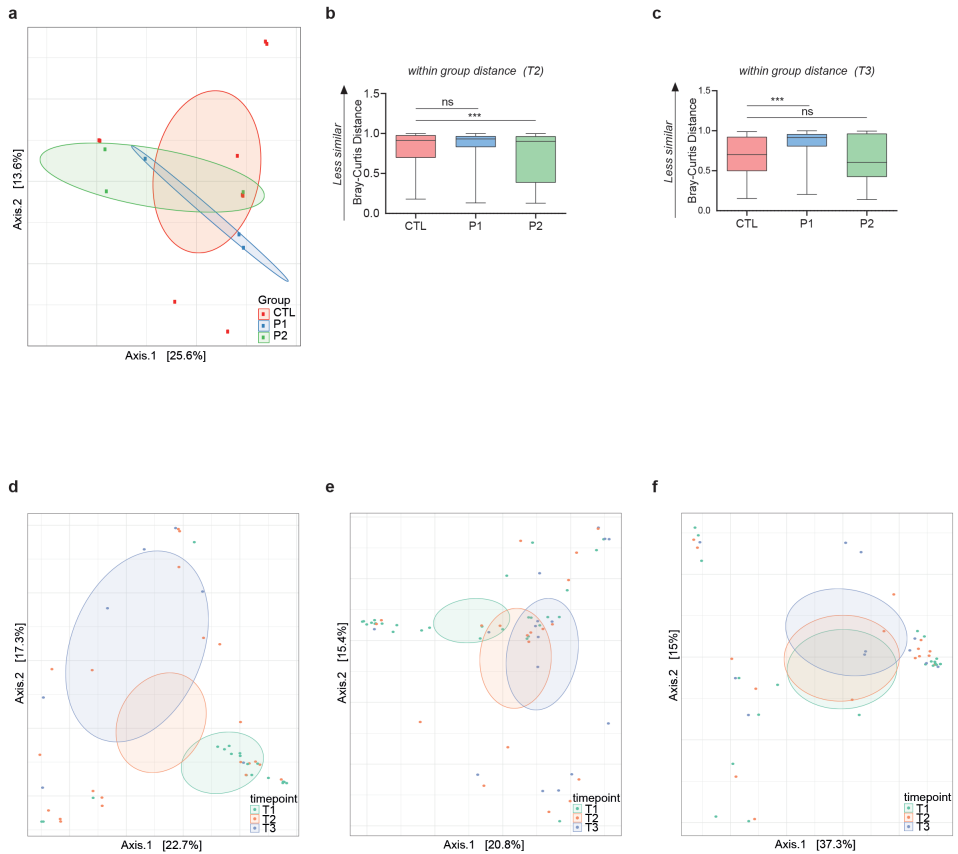 a
Axis.2 [13.6%]
Group
CTL
P1
P2
Axis.1 [25.6%]
b
within group distance (T2)
Less similar
Bray-Curtis Distance
1.5
1.0
0.5
0.0
ns
***
CTL P1 P2
c
within group distance (T3)
Less similar
Bray-Curtis Distance
1.5
1.0
0.5
0.0
***
ns
CTL P1 P2
d
Axis.2 [17.3%]
timepoint
T1
T2
T3
Axis.1 [22.7%]
e
Axis.2 [15.4%]
timepoint
T1
T2
T3
Axis.1 [20.8%]
f
Axis.2 [15%]
timepoint
T1
T2
T3
Axis.1 [37.3%]